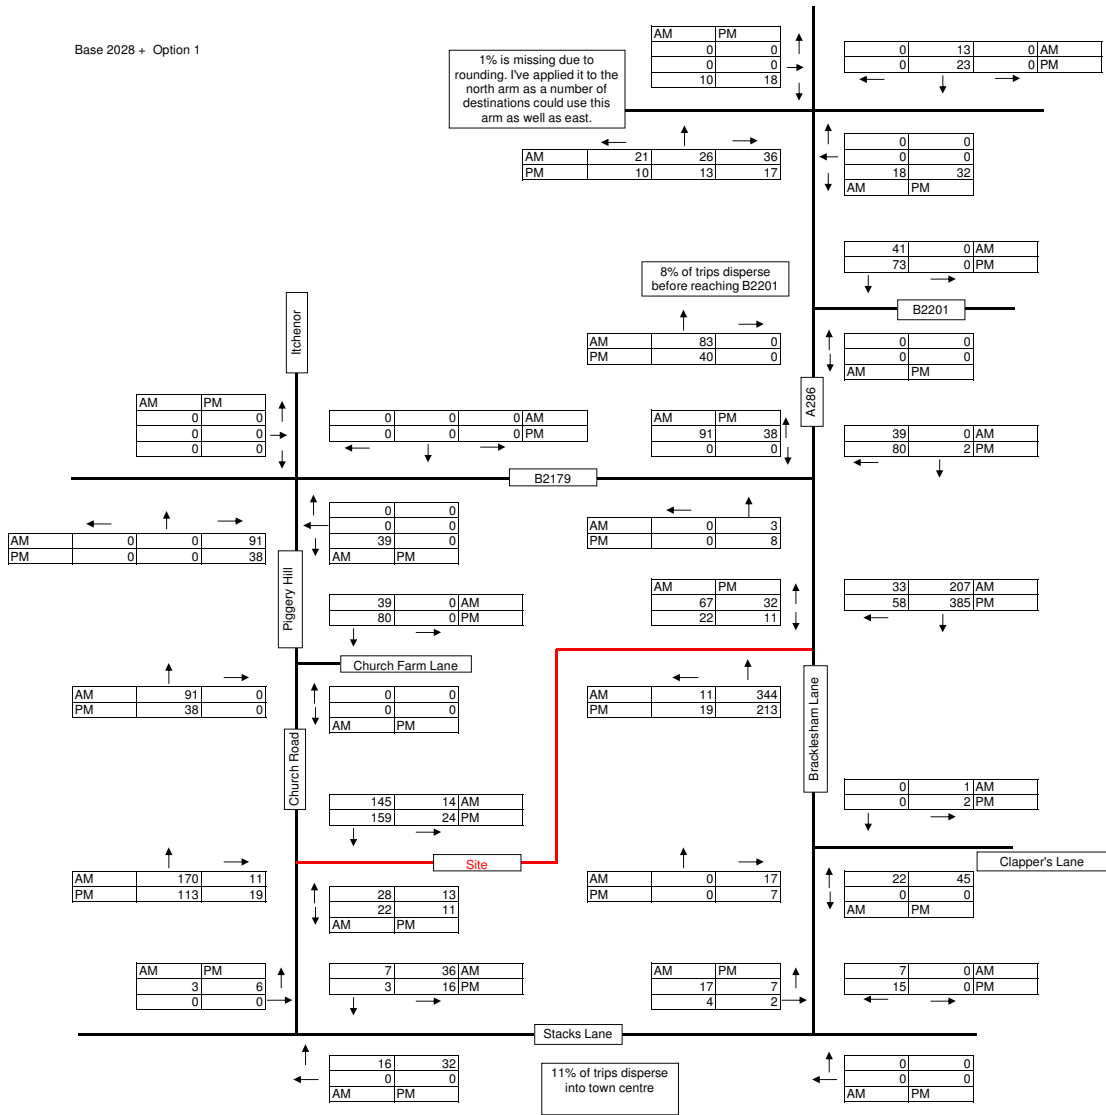 Base 2028 + Option 1
1% is missing due to
rounding. I've applied it to the
north arm as a number of
destinations could use this
arm as well as east.
AM PM
0 0
0 0
10 18
0 13 0 AM
0 23 0 PM
AM 21 26 36
PM 10 13 17
0 0
0 0
18 32
AM PM
41 0 AM
73 0 PM
8% of trips disperse
before reaching B2201
B2201
Itchenor
AM 83 0
PM 40 0
0 0
0 0
AM PM
A286
AM PM
0 0
0 0
0 0
0 0 0 AM
0 0 0 PM
AM PM
91 38
0 0
39 0 AM
80 2 PM
B2179
AM 0 0 91
PM 0 0 38
0 0
0 0
39 0
AM PM
AM 0 3
PM 0 8
Piggery Hill
39 0 AM
80 0 PM
AM PM
67 32
22 11
33 207 AM
58 385 PM
Church Farm Lane
AM 91 0
PM 38 0
0 0
0 0
AM PM
AM 11 344
PM 19 213
Bracklesham Lane
Church Road
145 14 AM
159 24 PM
0 1 AM
0 2 PM
Site
Clapper's Lane
AM 170 11
PM 113 19
28 13
22 11
AM PM
AM 0 17
PM 0 7
22 45
0 0
AM PM
AM PM
3 6
0 0
7 36 AM
3 16 PM
AM PM
17 7
4 2
7 0 AM
15 0 PM
Stacks Lane
16 32
0 0
AM PM
11% of trips disperse
into town centre
0 0
0 0
AM PM